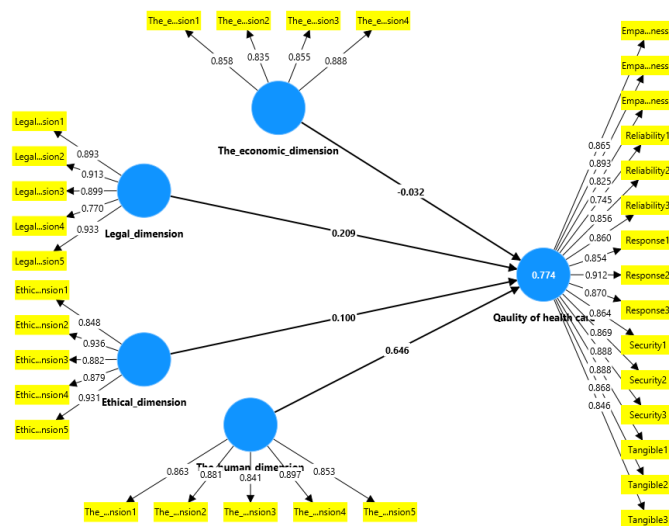 The_e...sion1
The_e...sion2
The_e...sion3
The_e...sion4
0.858
0.835
0.855
0.888
The_economic_dimension
Legal...sion1
Legal...sion2
Legal...sion3
Legal...sion4
Legal...sion5
0.893
0.913
0.899
0.770
0.933
Legal_dimension
Ethic...nsion1
Ethic...nsion2
Ethic...nsion3
Ethic...nsion4
Ethic...nsion5
0.848
0.936
0.882
0.879
0.931
Ethical_dimension
The_human_dimension
0.863
0.881
0.841
0.897
0.853
The_...nsion1
The_...nsion2
The_...nsion3
The_...nsion4
The_...nsion5
-0.032
0.209
0.100
0.646
0.774
Qaulity of health ca...
0.865
0.893
0.825
0.745
0.856
0.860
0.854
0.912
0.870
0.864
0.869
0.888
0.888
0.868
0.846
Empa...ness
Empa...ness
Empa...ness
Reliability1
Reliability2
Reliability3
Response1
Response2
Response3
Security1
Security2
Security3
Tangible1
Tangible2
Tangible3